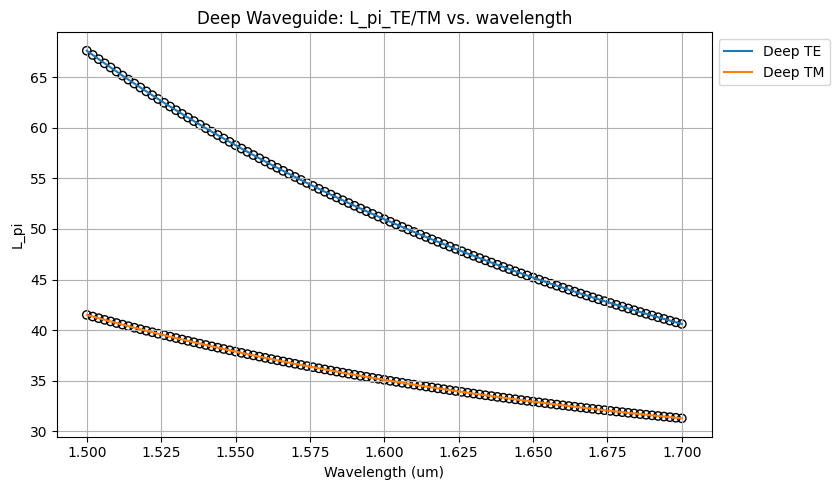 Deep Waveguide: L_pi_TE/TM vs. wavelength
Deep TE
Deep TM
L_pi
65
60
55
50
45
40
35
30
1.500 1.525 1.550 1.575 1.600 1.625 1.650 1.675 1.700
Wavelength (um)